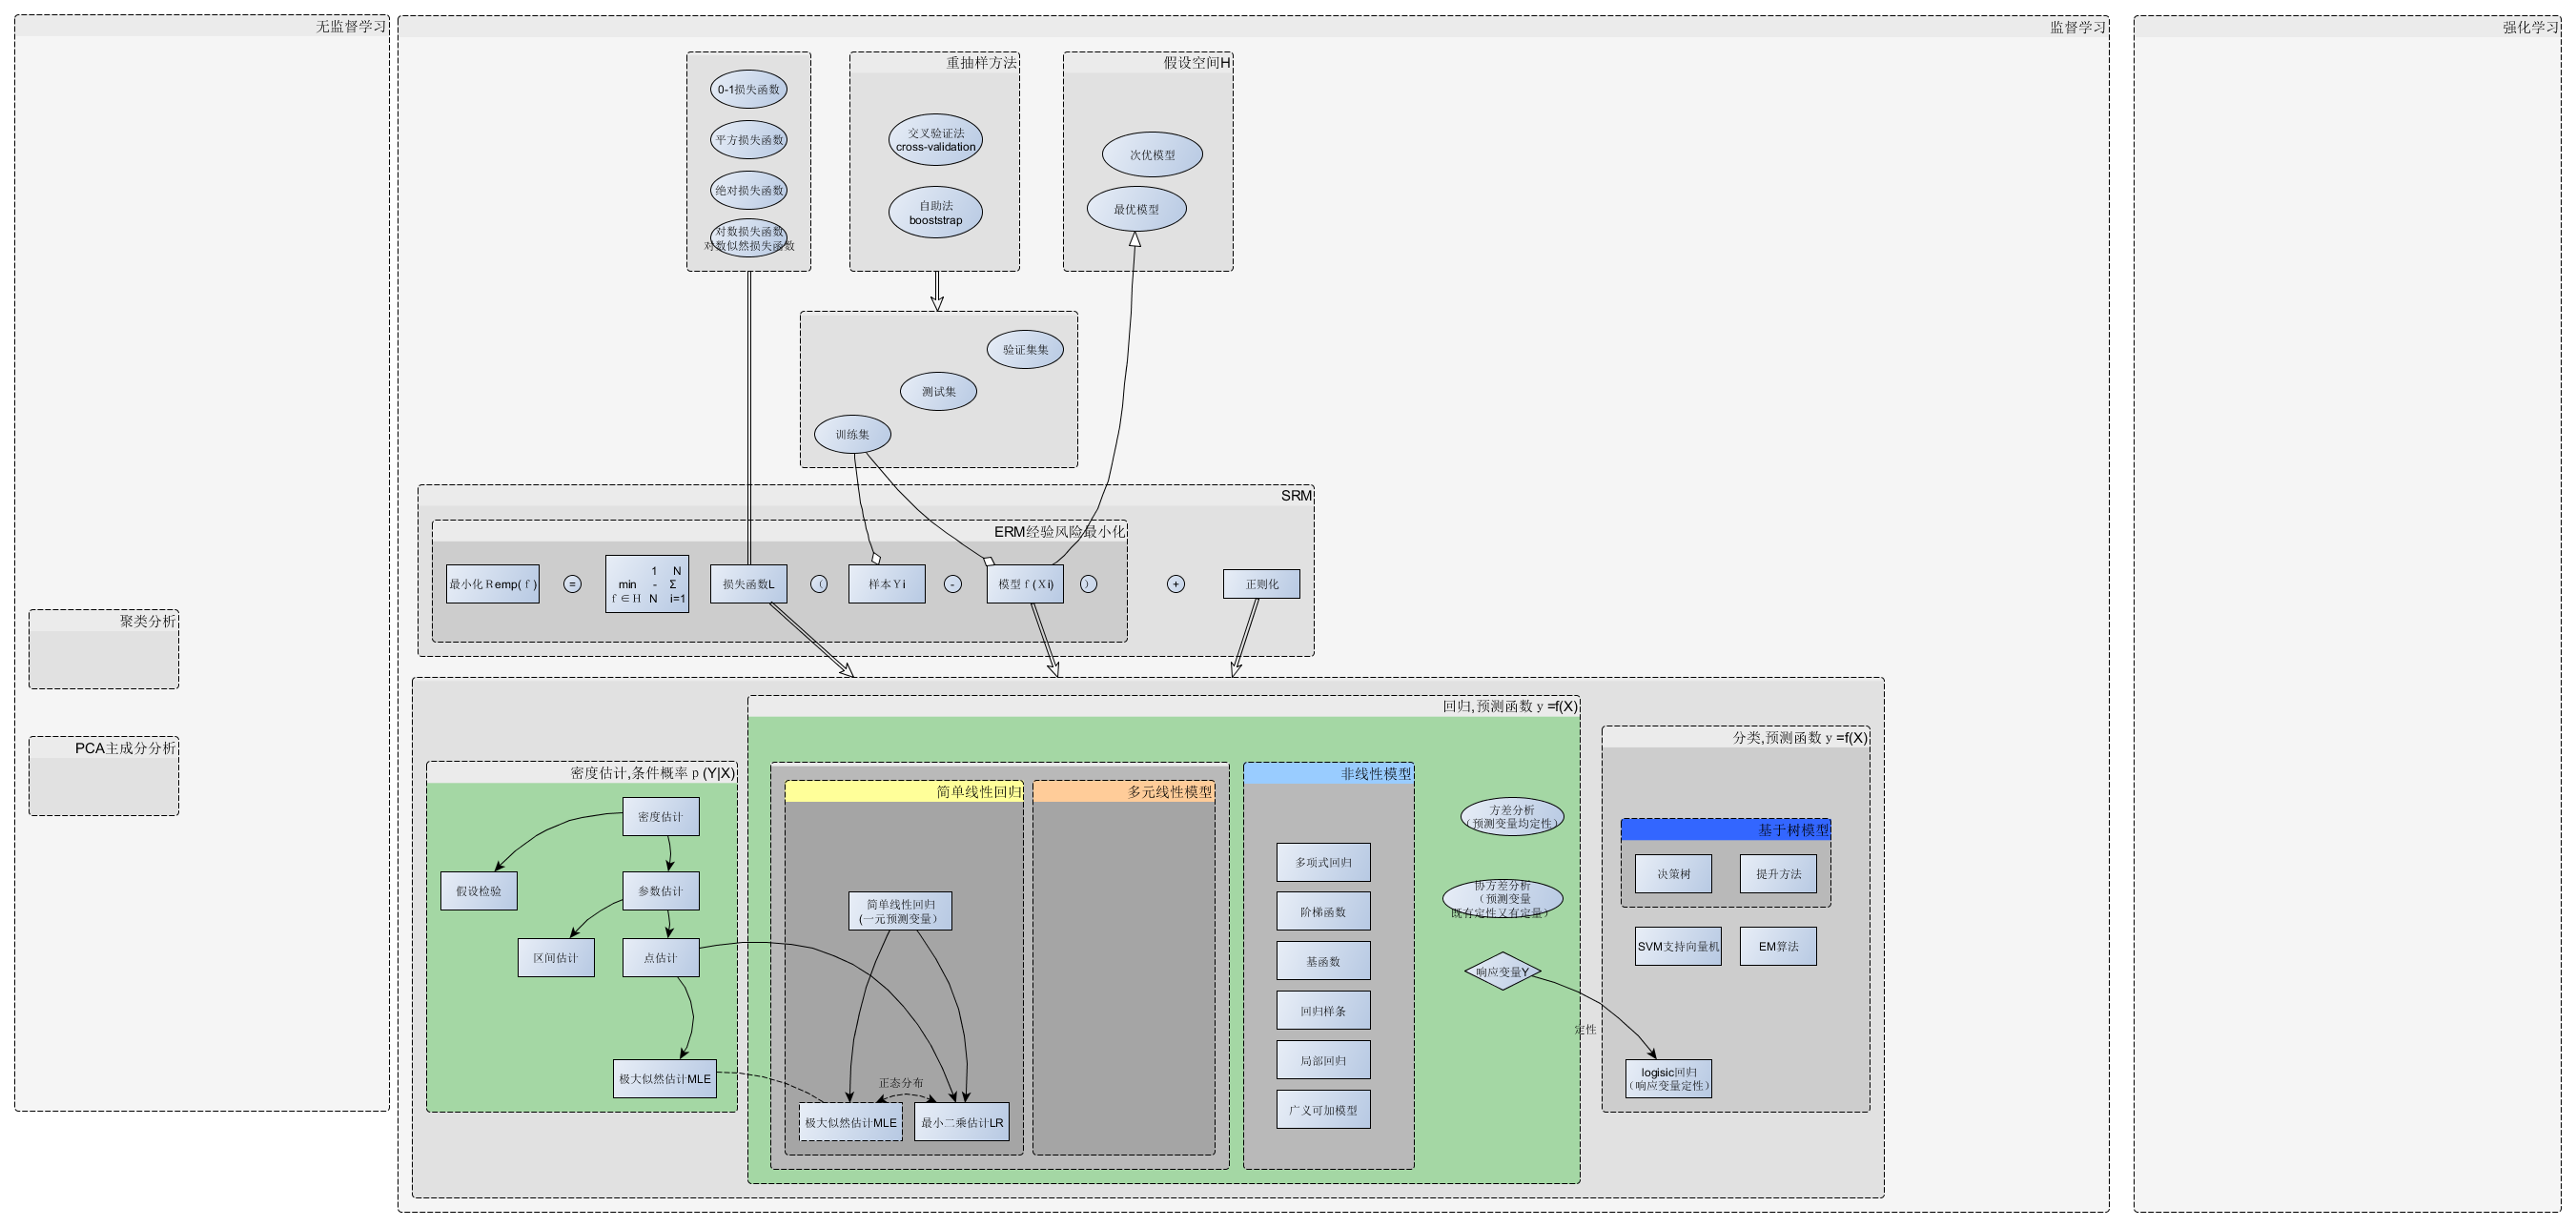 无监督学习
监督学习
强化学习
0-1损失函数
平方损失函数
绝对损失函数
对数损失函数
对数似然损失函数
重抽样方法
交叉验证法
cross-validation
自助法
booststrap
假设空间H
次优模型
最优模型
验证集集
测试集
训练集
SRM
ERM经验风险最小化
最小化Remp(f)
=
1 N
min - Σ
f∈H N i=1
损失函数L
（
样本Yi
-
模型f(Xi)
）
+
正则化
聚类分析
PCA主成分分析
密度估计,条件概率p(Y|X)
密度估计
假设检验
参数估计
区间估计
点估计
极大似然估计MLE
回归,预测函数y=f(X)
简单线性回归
简单线性回归
(一元预测变量）
正态分布
极大似然估计MLE
最小二乘估计LR
多元线性模型
非线性模型
多项式回归
阶梯函数
基函数
回归样条
局部回归
广义可加模型
方差分析
（预测变量均定性）
协方差分析
（预测变量
既有定性又有定量）
响应变量Y
定性
分类,预测函数y=f(X)
基于树模型
决策树
提升方法
SVM支持向量机
EM算法
logisic回归
（响应变量定性）